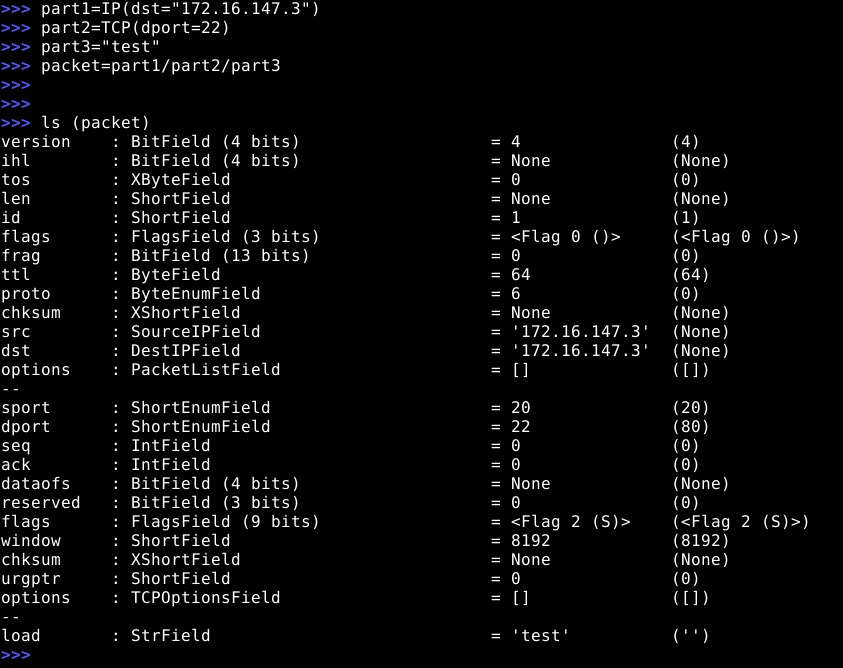 >>> part1=IP(dst="172.16.147.3")
>>> part2=TCP(dport=22)
>>> part3="test"
>>> packet=part1/part2/part3
>>>
>>>
>>> ls (packet)
version    : BitField (4 bits)                   = 4               (4)
ihl        : BitField (4 bits)                   = None            (None)
tos        : XByteField                          = 0               (0)
len        : ShortField                          = None            (None)
id         : ShortField                          = 1               (1)
flags      : FlagsField (3 bits)                 = <Flag 0 ()>     (<Flag 0 ()>)
frag       : BitField (13 bits)                  = 0               (0)
ttl        : ByteField                           = 64              (64)
proto      : ByteEnumField                       = 6               (0)
chksum     : XShortField                         = None            (None)
src        : SourceIPField                       = '172.16.147.3'  (None)
dst        : DestIPField                         = '172.16.147.3'  (None)
options    : PacketListField                     = []              ([])
--
sport      : ShortEnumField                      = 20              (20)
dport      : ShortEnumField                      = 22              (80)
seq        : IntField                            = 0               (0)
ack        : IntField                            = 0               (0)
dataofs    : BitField (4 bits)                   = None            (None)
reserved   : BitField (3 bits)                   = 0               (0)
flags      : FlagsField (9 bits)                 = <Flag 2 (S)>    (<Flag 2 (S)>)
window     : ShortField                          = 8192            (8192)
chksum     : XShortField                         = None            (None)
urgptr     : ShortField                          = 0               (0)
options    : TCPOptionsField                     = []              ([])
--
load       : StrField                            = 'test'          ('')
>>>